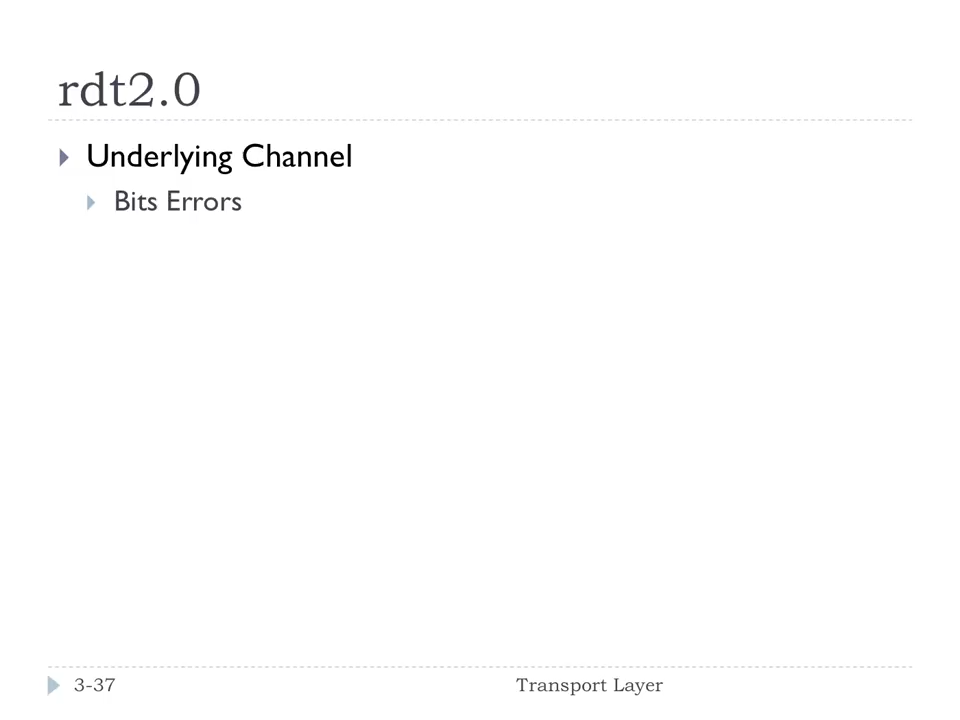 rdt2.0
Underlying Channel
Bits Errors
3-37
Transport Layer